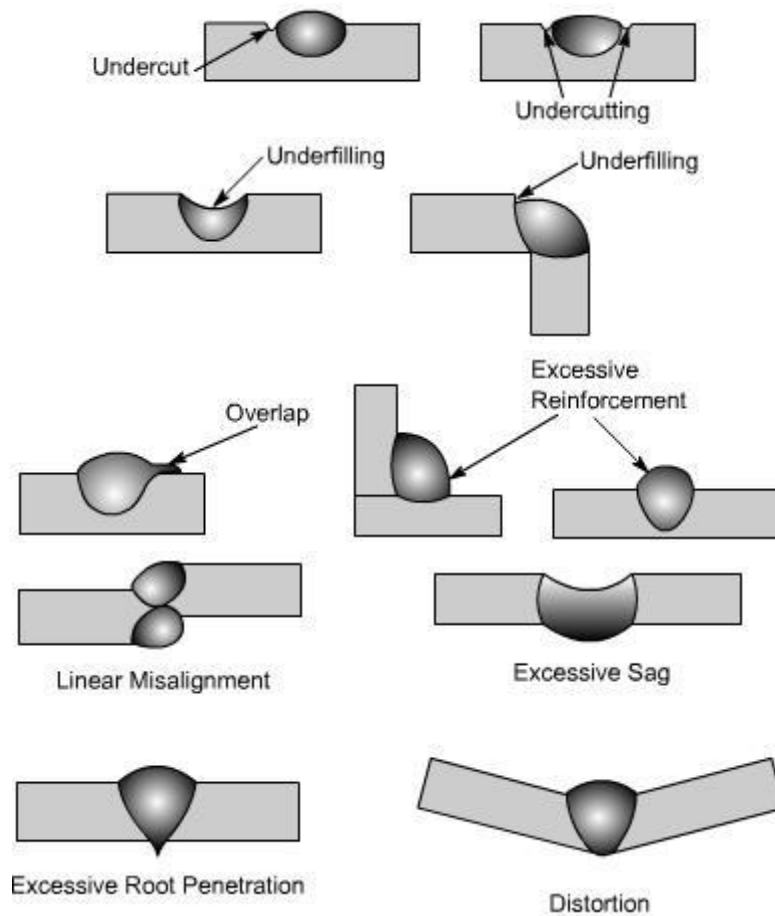 Undercut
Undercutting
Underfilling
Underfilling
Overlap
Excessive
Reinforcement
Linear Misalignment
Excessive Sag
Excessive Root Penetration
Distortion